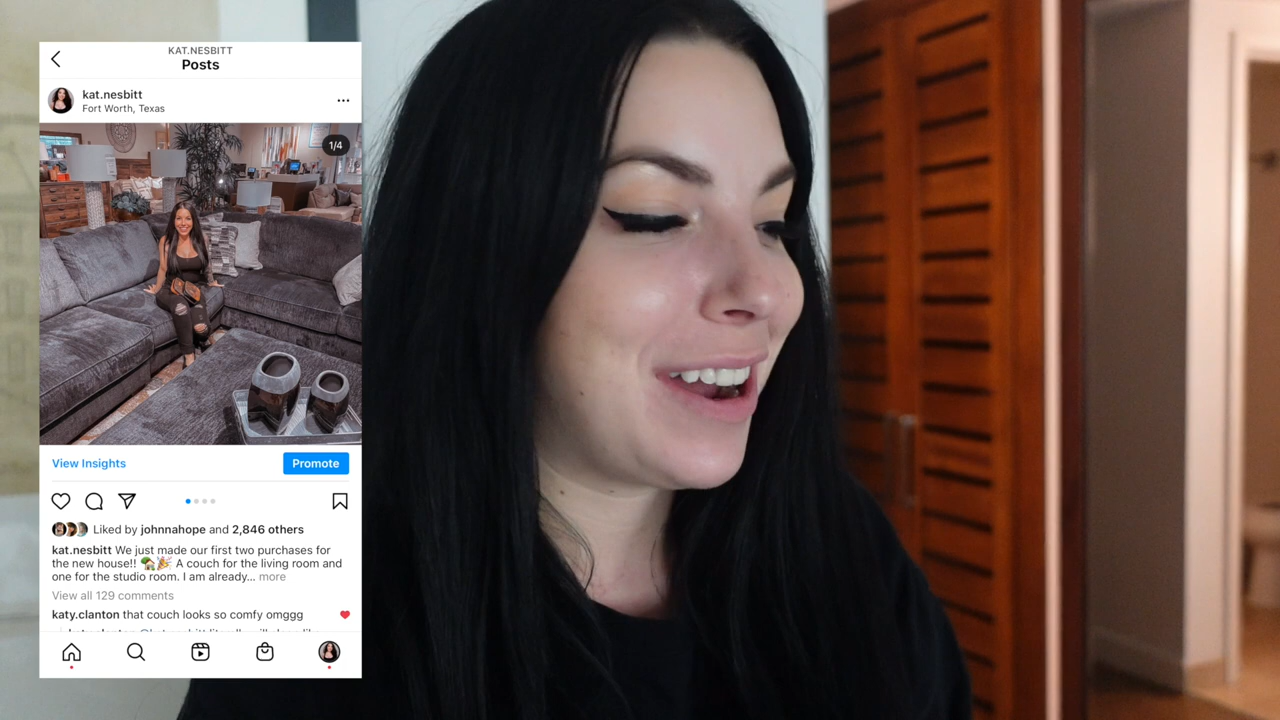 KAT.NESBITT
Posts
kat.nesbitt
Fort Worth, Texas
1/4
View Insights
Promote
Liked by johnnahope and 2,846 others
kat.nesbitt We just made our first two purchases for
the new house!! 🏡🎉 A couch for the living room and
one for the studio room. I am already... more
View all 129 comments
katy.clanton that couch looks so comfy omggg